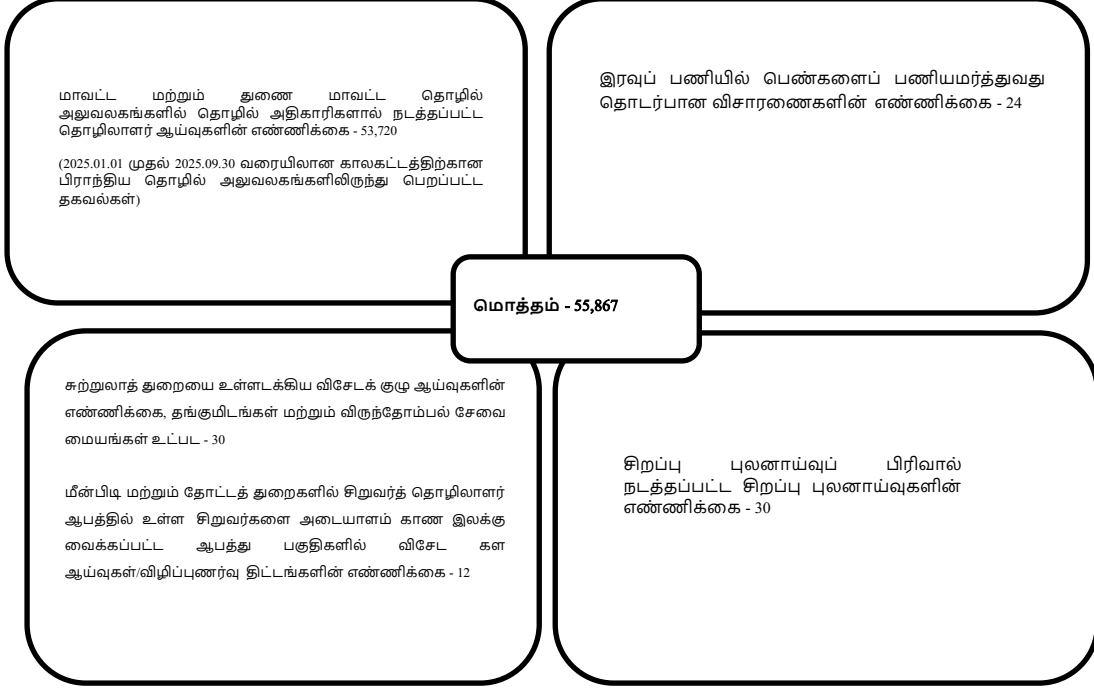 மாவட்ட மற்றும் துணை மாவட்ட தொழில்
அலுவலகங்களில் தொழில் அதிகாரிகளால் நடத்தப்பட்ட
தொழிலாளர் ஆய்வுகளின் எண்ணிக்கை - 53,720
(2025.01.01 முதல் 2025.09.30 வரையிலான காலகட்டத்திற்கான
பிராந்திய தொழில் அலுவலகங்களிலிருந்து பெறப்பட்ட
தகவல்கள்)
இரவுப் பணியில் பெண்களைப் பணியமர்த்துவது
தொடர்பான விசாரணைகளின் எண்ணிக்கை - 24
மொத்தம் - 55,867
சுற்றுலாத் துறையை உள்ளடக்கிய விசேடக் குழு ஆய்வுகளின்
எண்ணிக்கை, தங்குமிடங்கள் மற்றும் விருந்தோம்பல் சேவை
மையங்கள் உட்பட - 30
மீன்பிடி மற்றும் தோட்டத் துறைகளில் சிறுவர்த் தொழிலாளர்
ஆபத்தில் உள்ள சிறுவர்களை அடையாளம் காண இலக்கு
வைக்கப்பட்ட ஆபத்து பகுதிகளில் விசேட கள
ஆய்வுகள்/விழிப்புணர்வு திட்டங்களின் எண்ணிக்கை - 12
சிறப்பு புலனாய்வுப் பிரிவால்
நடத்தப்பட்ட சிறப்பு புலனாய்வுகளின்
எண்ணிக்கை - 30